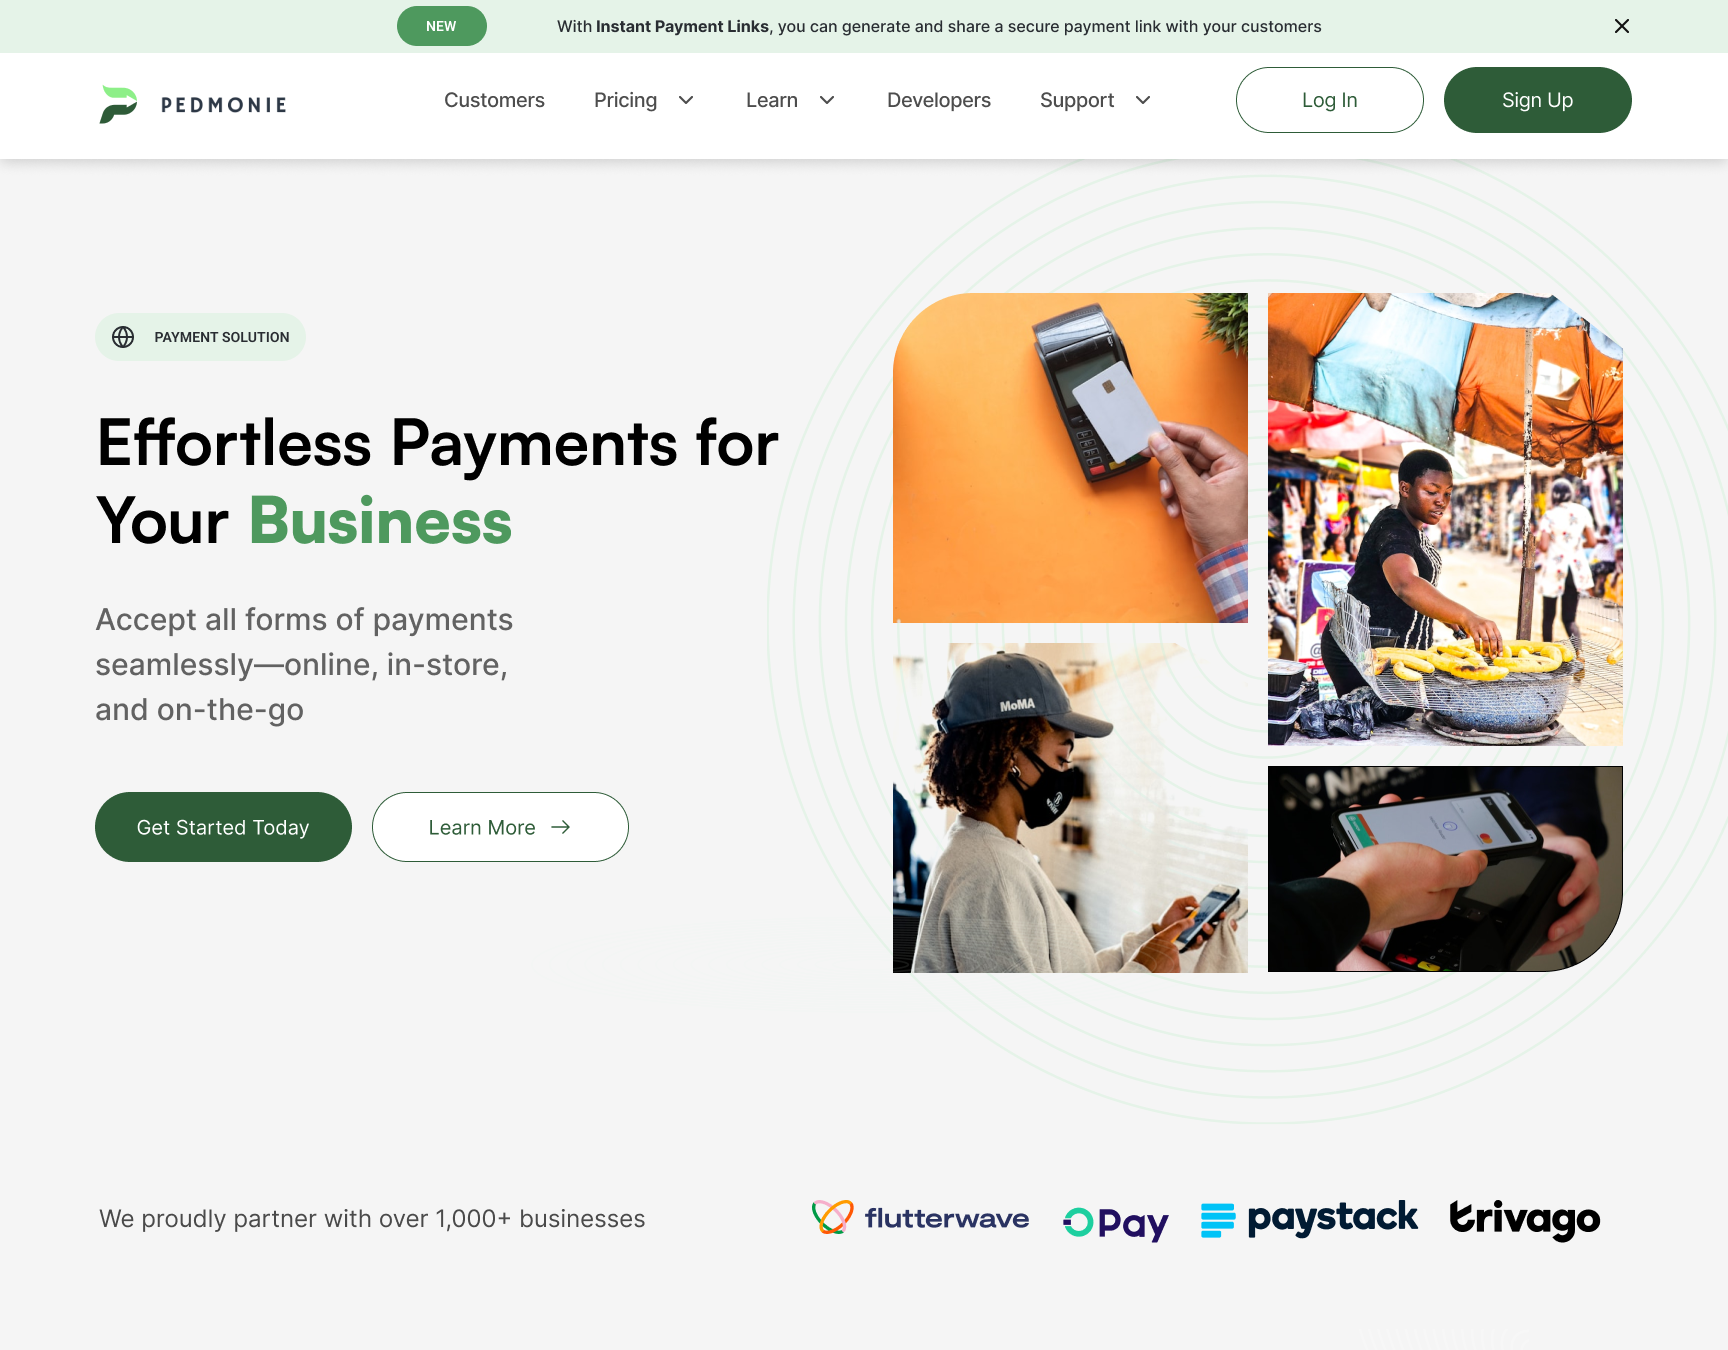 NEW
With Instant Payment Links, you can generate and share a secure payment link with your customers
PEDMONIE
Customers
Pricing
Learn
Developers
Support
Log In
Sign Up
PAYMENT SOLUTION
Effortless Payments for
Your Business
Accept all forms of payments
seamlessly—online, in-store,
and on-the-go
Get Started Today
Learn More
MoMA
We proudly partner with over 1,000+ businesses
flutterwave
OPay
paystack
trivago